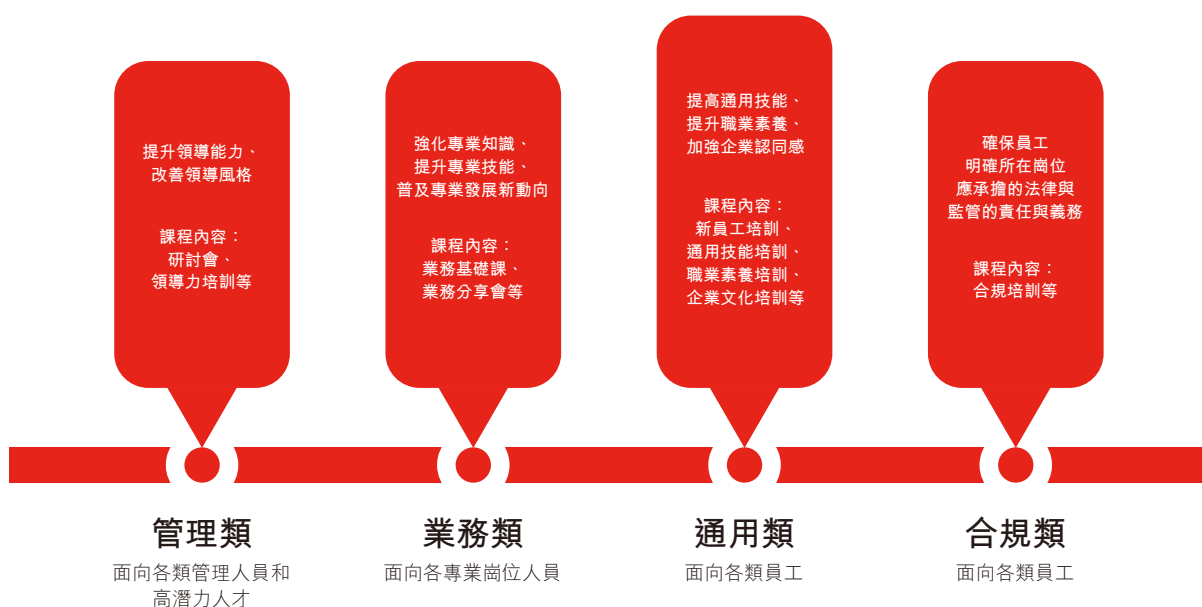 提升領導能力、
改善領導風格
課程內容：
研討會、
領導力培訓等
強化專業知識、
提升專業技能、
普及專業發展新動向
課程內容：
業務基礎課、
業務分享會等
提高通用技能、
提升職業素養、
加強企業認同感
課程內容：
新員工培訓、
通用技能培訓、
職業素養培訓、
企業文化培訓等
確保員工
明確所在崗位
應承擔的法律與
監管的責任與義務
課程內容：
合規培訓等
管理類
面向各類管理人員和
高潛力人才
業務類
面向各專業崗位人員
通用類
面向各類員工
合規類
面向各類員工